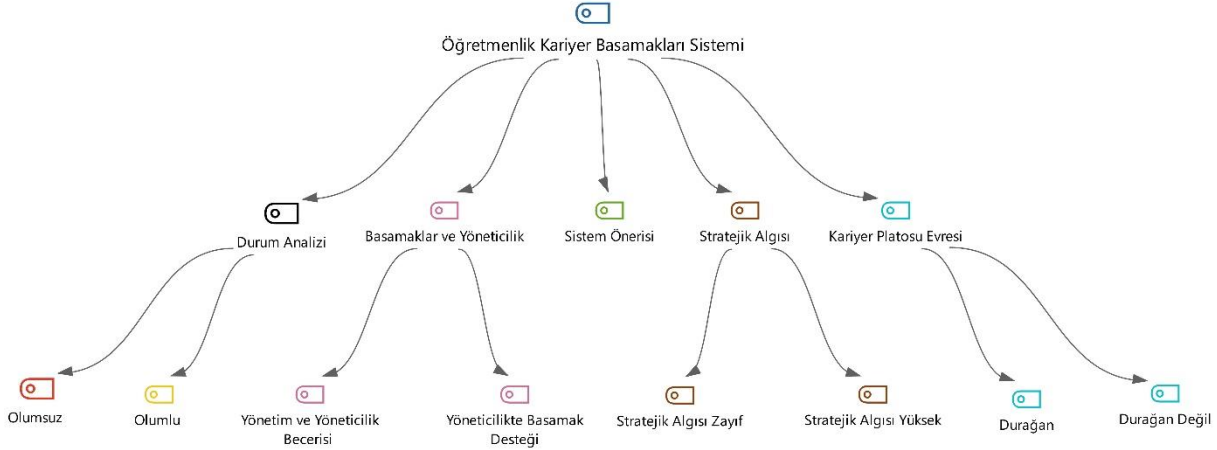 Öğretmenlik Kariyer Basamakları Sistemi
Durum Analizi
Basamaklar ve Yöneticilik
Sistem Önerisi
Stratejik Algısı
Kariyer Platosu Evresi
Olumsuz
Olumlu
Yönetim ve Yöneticilik
Becerisi
Yöneticilikte Basamak
Desteği
Stratejik Algısı Zayıf
Stratejik Algısı Yüksek
Durağan
Durağan Değil